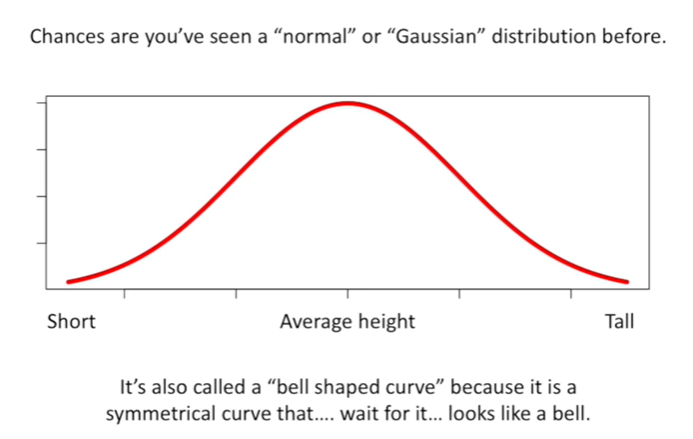 Chances are you’ve seen a “normal” or “Gaussian” distribution before.
Short Average height Tall
It’s also called a “bell shaped curve” because it is a
symmetrical curve that…. wait for it… looks like a bell.